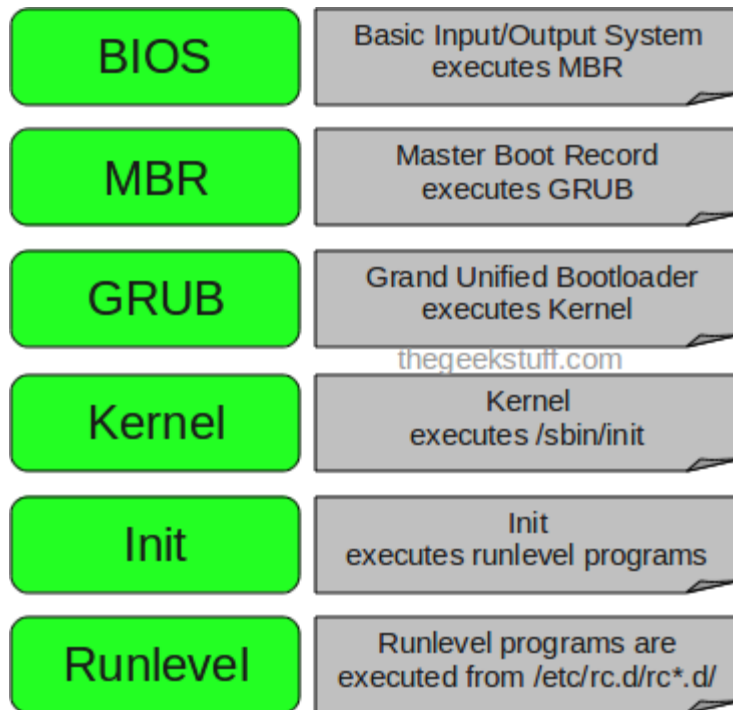 BIOS
Basic Input/Output System
executes MBR
MBR
Master Boot Record
executes GRUB
GRUB
Grand Unified Bootloader
executes Kernel
thegeekstuff.com
Kernel
Kernel
executes /sbin/init
Init
Init
executes runlevel programs
Runlevel
Runlevel programs are
executed from /etc/rc.d/rc*.d/